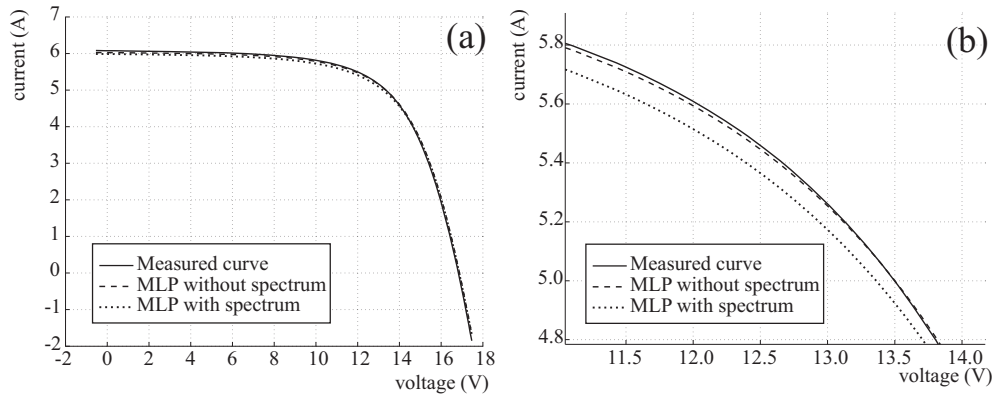 current (A)
7
6
5
4
3
2
1
0
-1
-2
-2
0
2
4
6
8
10
12
14
16
18
voltage (V)
(a)
Measured curve
MLP without spectrum
MLP with spectrum
current (A)
5.8
5.6
5.4
5.2
5.0
4.8
11.5
12.0
12.5
13.0
13.5
14.0
voltage (V)
(b)
Measured curve
MLP without spectrum
MLP with spectrum